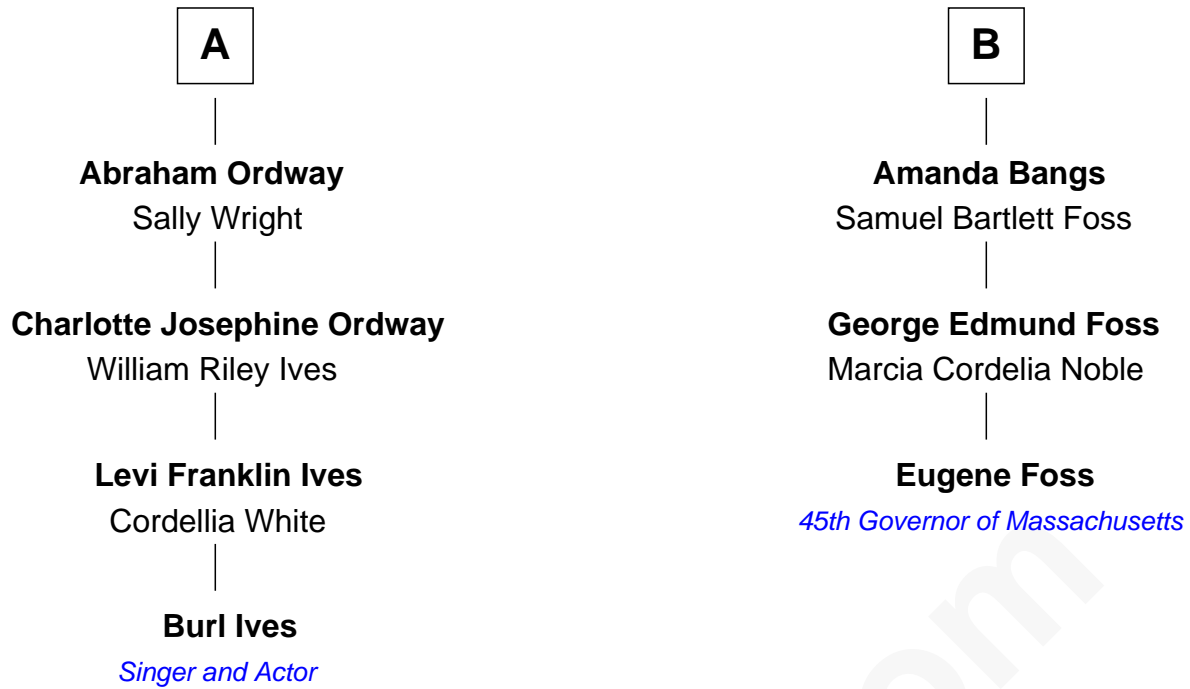 A
Abraham Ordway
Sally Wright
Charlotte Josephine Ordway
William Riley Ives
Levi Franklin Ives
Cordellia White
Burl Ives
Singer and Actor
B
Amanda Bangs
Samuel Bartlett Foss
George Edmund Foss
Marcia Cordelia Noble
Eugene Foss
45th Governor of Massachusetts
om